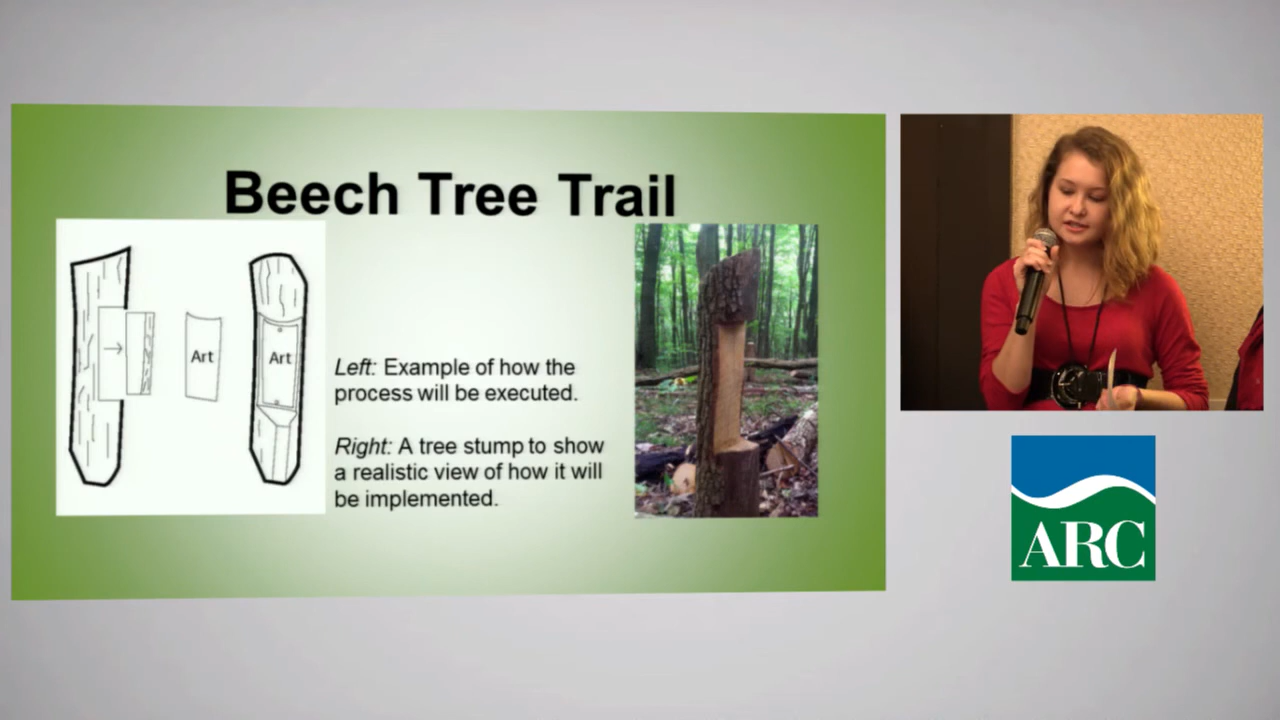 Beech Tree Trail
Art
Art
Left: Example of how the
process will be executed.
Right: A tree stump to show
a realistic view of how it will
be implemented.
ARC